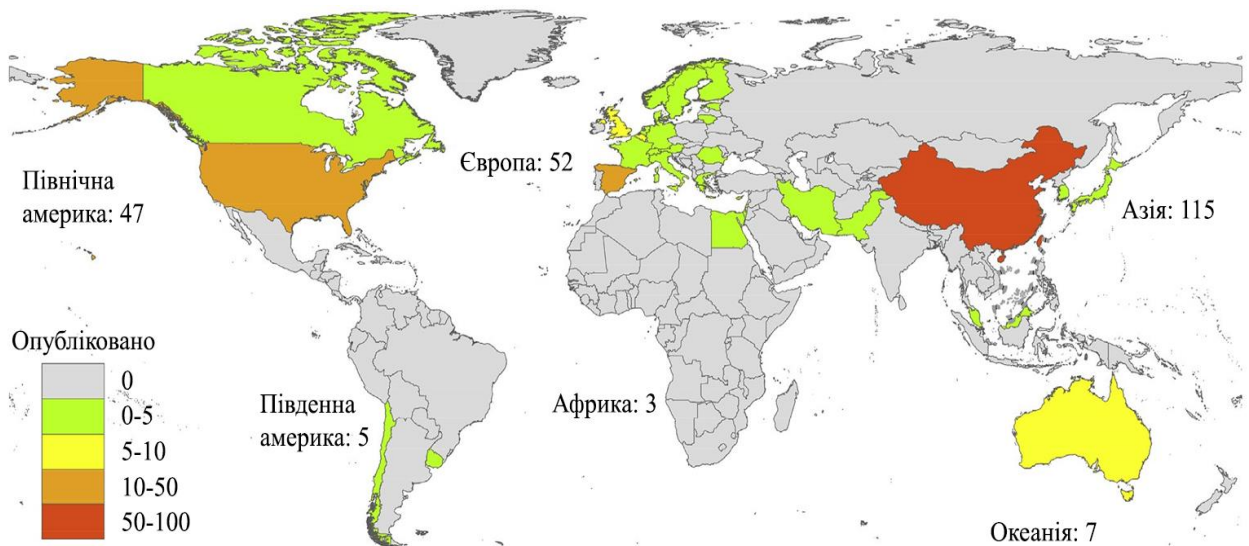 Північна
америка: 47
Європа: 52
Азія: 115
Опубліковано
0
0-5
5-10
10-50
50-100
Південна
америка: 5
Африка: 3
Океанія: 7